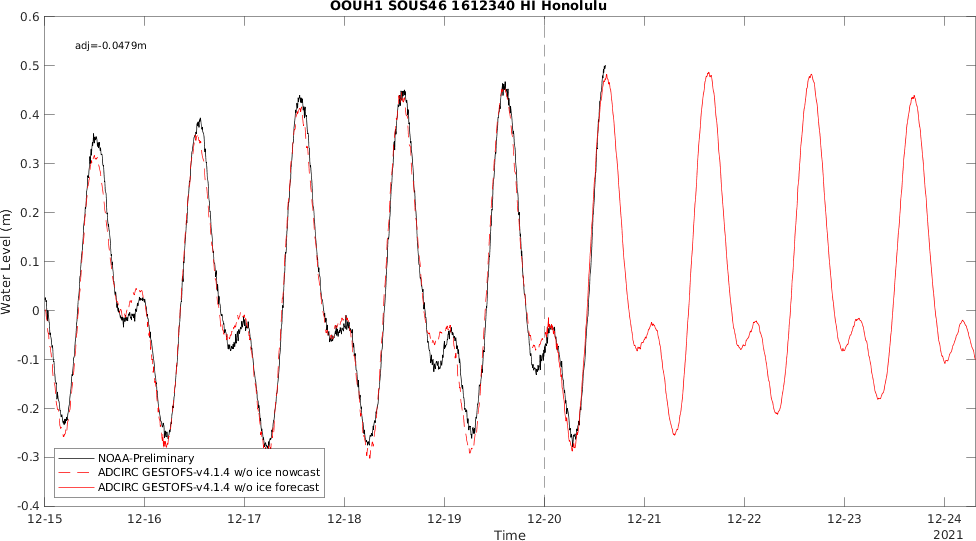 OOUH1 SOUS46 1612340 HI Honolulu
0.6
adj=-0.0479m
0.5
0.4
0.3
0.2
0.1
0
-0.1
-0.2
-0.3
-0.4
Water Level (m)
NOAA-Preliminary
ADCIRC GESTOFS-v4.1.4 w/o ice nowcast
ADCIRC GESTOFS-v4.1.4 w/o ice forecast
12-15 12-16 12-17 12-18 12-19 12-20 12-21 12-22 12-23 12-24
Time
2021